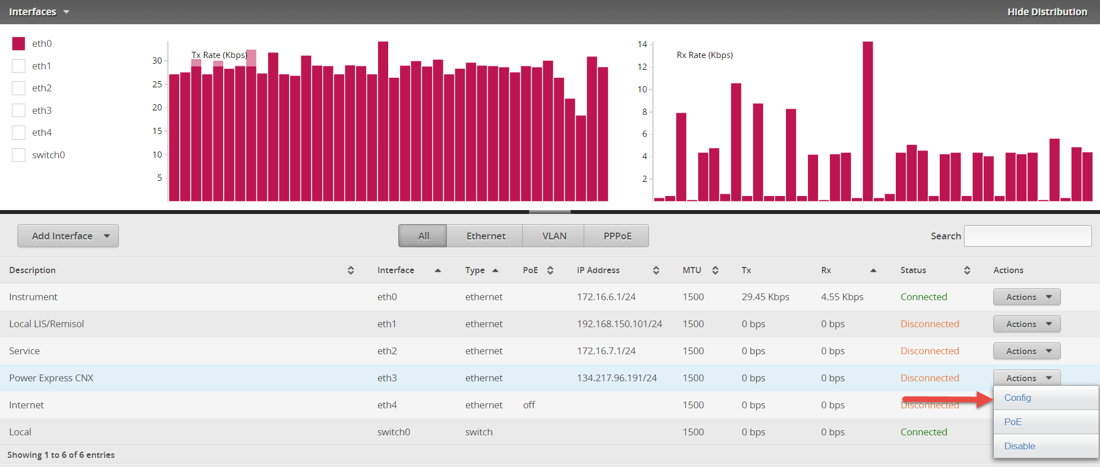 Interfaces Hide Distribution
eth0
eth1
eth2
eth3
eth4
switch0
Tx Rate (Kbps)
30
25
20
15
10
5
Rx Rate (Kbps)
14
12
10
8
6
4
2
Add Interface All Ethernet VLAN PPPoE Search
Description Interface Type PoE IP Address MTU Tx Rx Status Actions
Instrument eth0 ethernet 172.16.6.1/24 1500 29.45 Kbps 4.55 Kbps Connected Actions
Local LIS/Remisol eth1 ethernet 192.168.150.101/24 1500 0 bps 0 bps Disconnected Actions
Service eth2 ethernet 172.16.7.1/24 1500 0 bps 0 bps Disconnected Actions
Power Express CNX eth3 ethernet 134.217.96.191/24 1500 0 bps 0 bps Disconnected Actions
Config
Internet eth4 ethernet off 1500 0 bps 0 bps Disconnected
PoE
Local switch0 switch 1500 0 bps 0 bps Connected
Disable
Showing 1 to 6 of 6 entries